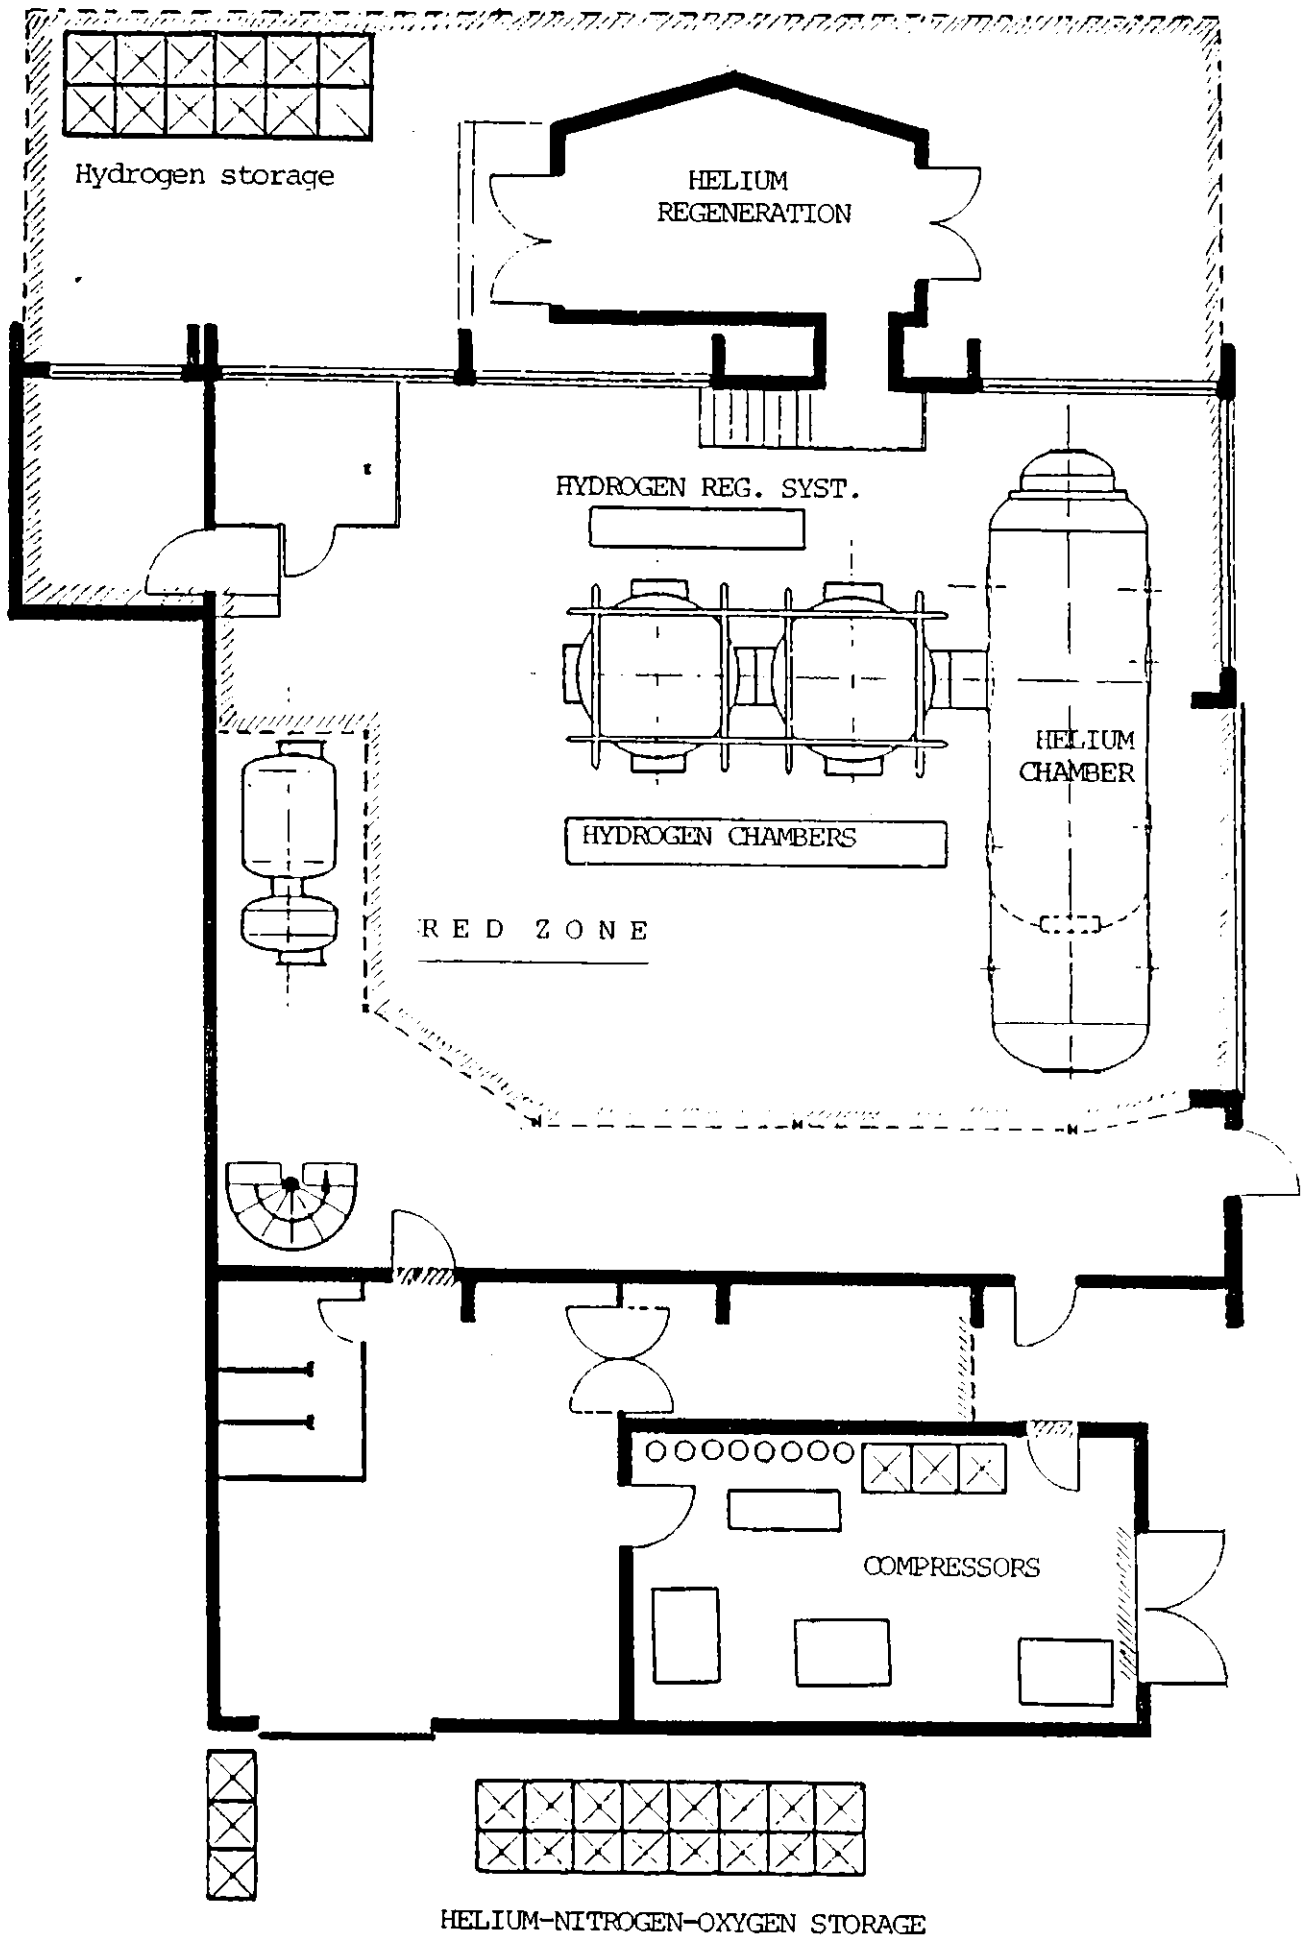 Hydrogen storage
HELIUM
REGENERATION
HYDROGEN REG. SYST.
HELIUM
CHAMBER
HYDROGEN CHAMBERS
RED ZONE
COMPRESSORS
HELIUM-NITROGEN-OXYGEN STORAGE